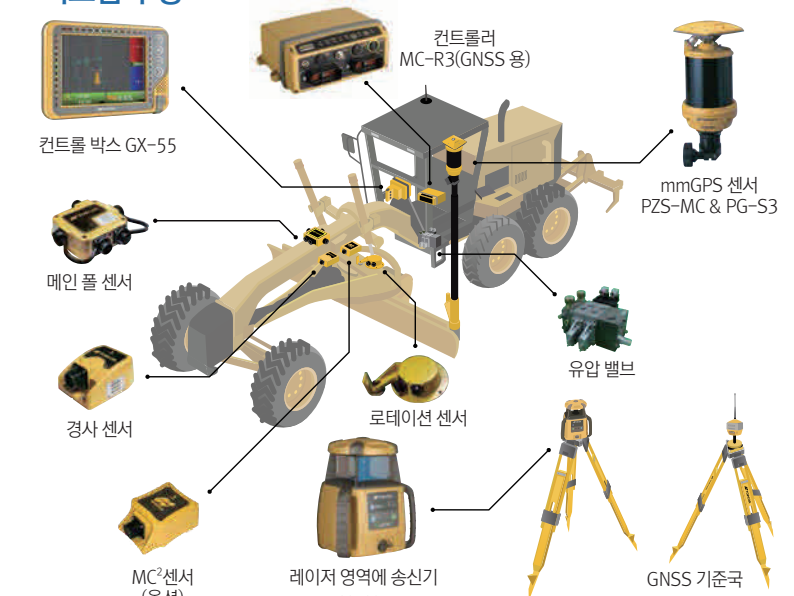 컨트롤러
MC-R3(GNSS 용)
컨트롤 박스 GX-55
mmGPS 센서
PZS-MC & PG-S3
메인 폴 센서
유압 밸브
경사 센서
로테이션 센서
MC²센서
레이저 영역에 송신기
GNSS 기준국